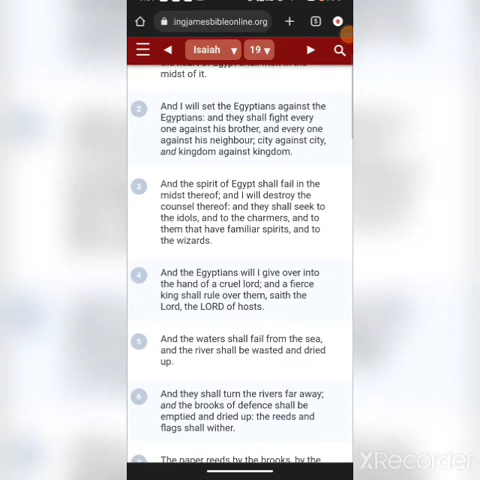 .ingjamesbibleonline.org
5
Isaiah
19
midst of it.
2
And I will set the Egyptians against the
Egyptians: and they shall fight every
one against his brother, and every one
against his neighbour; city against city,
and kingdom against kingdom.
3
And the spirit of Egypt shall fail in the
midst thereof; and I will destroy the
counsel thereof: and they shall seek to
the idols, and to the charmers, and to
them that have familiar spirits, and to
the wizards.
4
And the Egyptians will I give over into
the hand of a cruel lord; and a fierce
king shall rule over them, saith the
Lord, the LORD of hosts.
5
And the waters shall fail from the sea,
and the river shall be wasted and dried
up.
6
And they shall turn the rivers far away;
and the brooks of defence shall be
emptied and dried up: the reeds and
flags shall wither.
The paper reeds by the brooks, by the
XRecorder